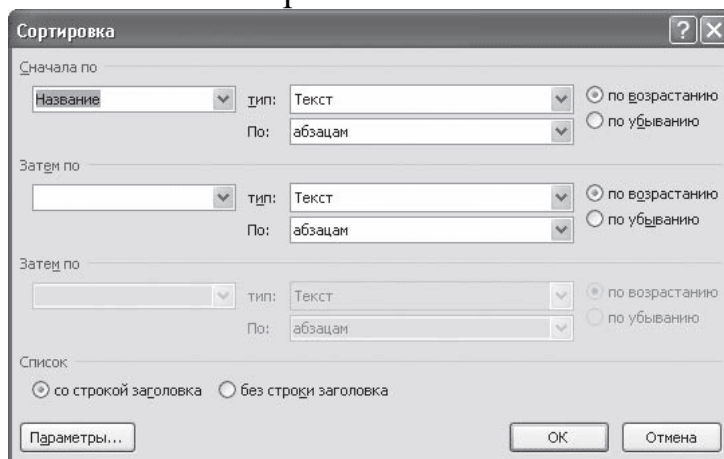 Сортировка
Сначала по
Название тип: Текст по возрастанию
По: абзацам по убыванию
Затем по
тип: Текст по возрастанию
По: абзацам по убыванию
Затем по
тип: Текст по возрастанию
По: абзацам по убыванию
Список
со строкой заголовка без строки заголовка
Параметры... ОК Отмена